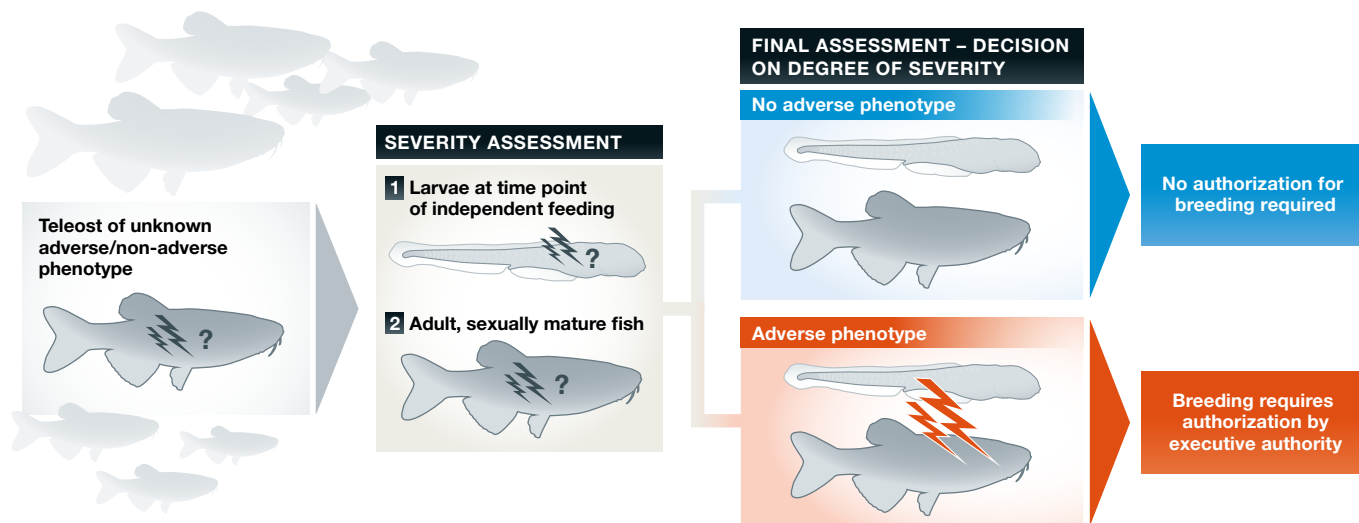 Teleost of unknown
adverse/non-adverse
phenotype
?
SEVERITY ASSESSMENT
1 Larvae at time point
of independent feeding
?
2 Adult, sexually mature fish
?
FINAL ASSESSMENT – DECISION
ON DEGREE OF SEVERITY
No adverse phenotype
No authorization for
breeding required
Adverse phenotype
Breeding requires
authorization by
executive authority